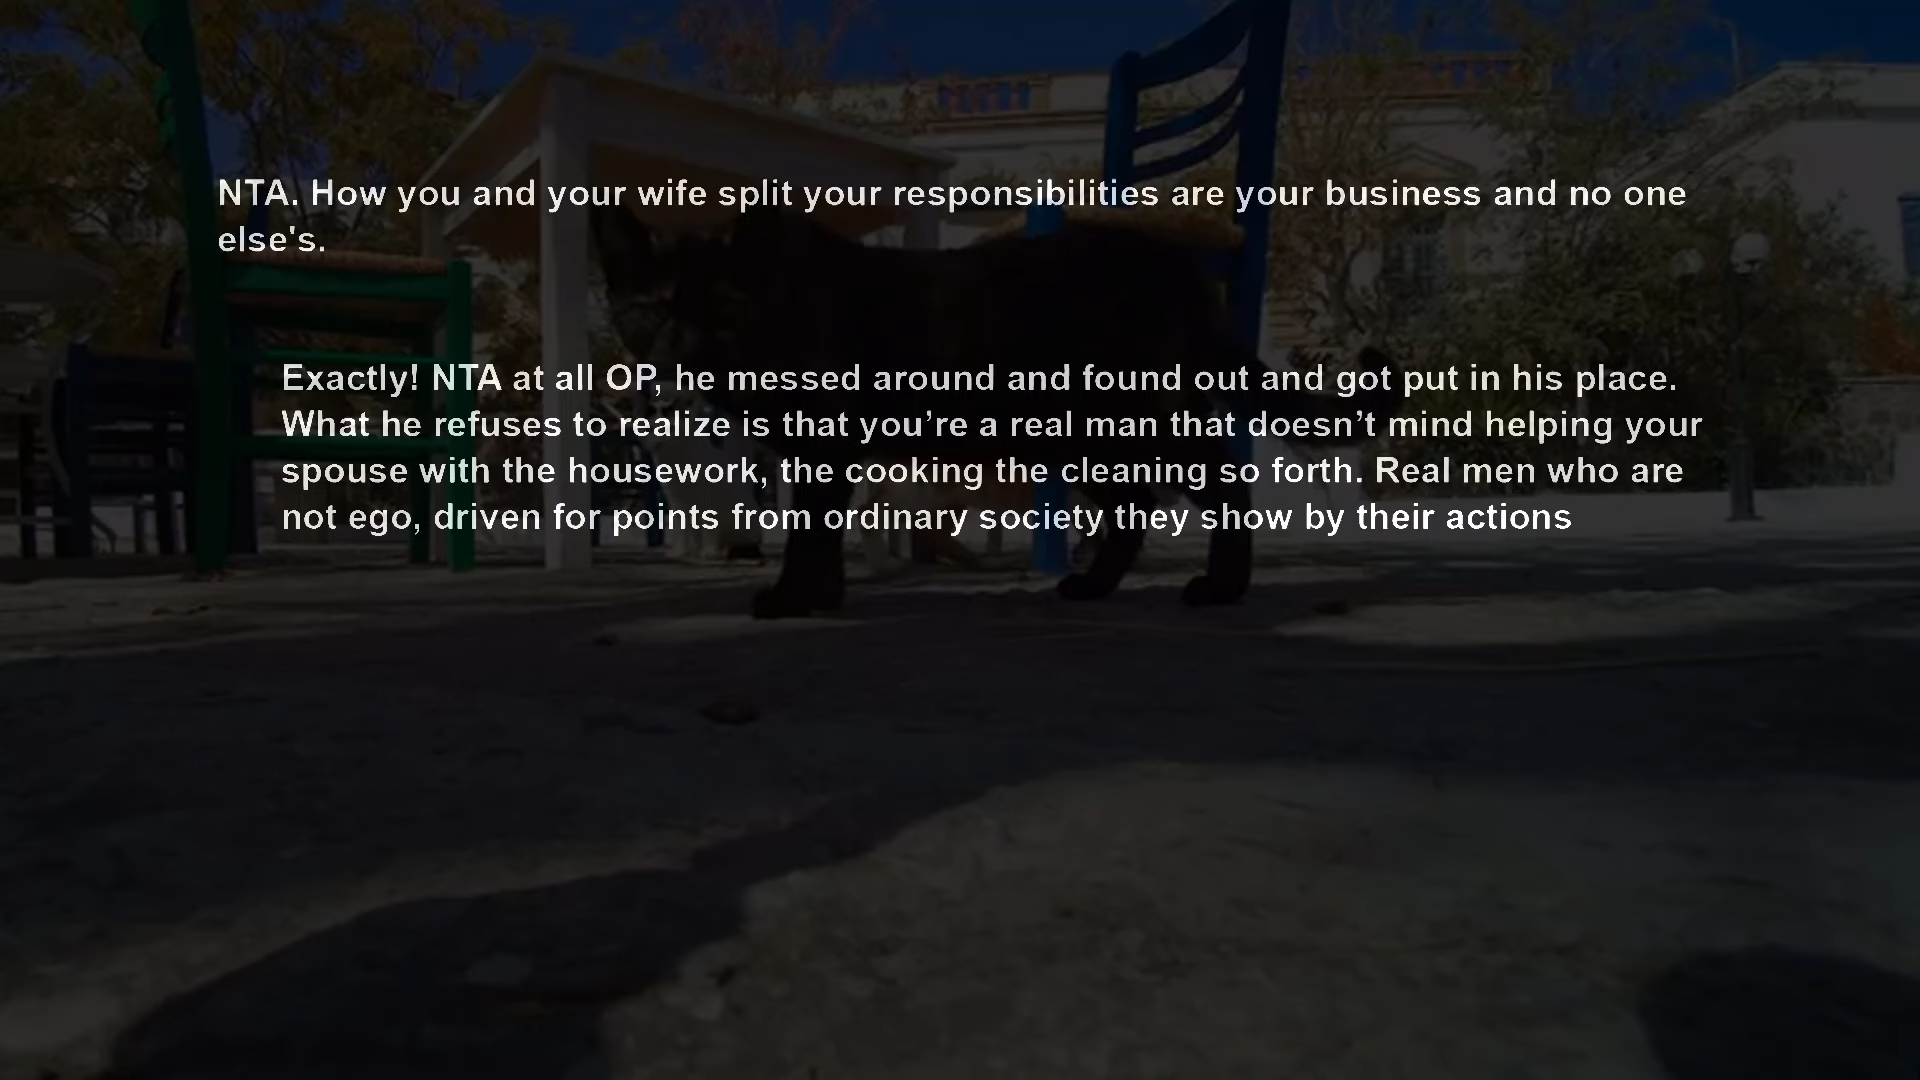 NTA. How you and your wife split your responsibilities are your business and no one
else's.
Exactly! NTA at all OP, he messed around and found out and got put in his place.
What he refuses to realize is that you’re a real man that doesn’t mind helping your
spouse with the housework, the cooking the cleaning so forth. Real men who are
not ego, driven for points from ordinary society they show by their actions